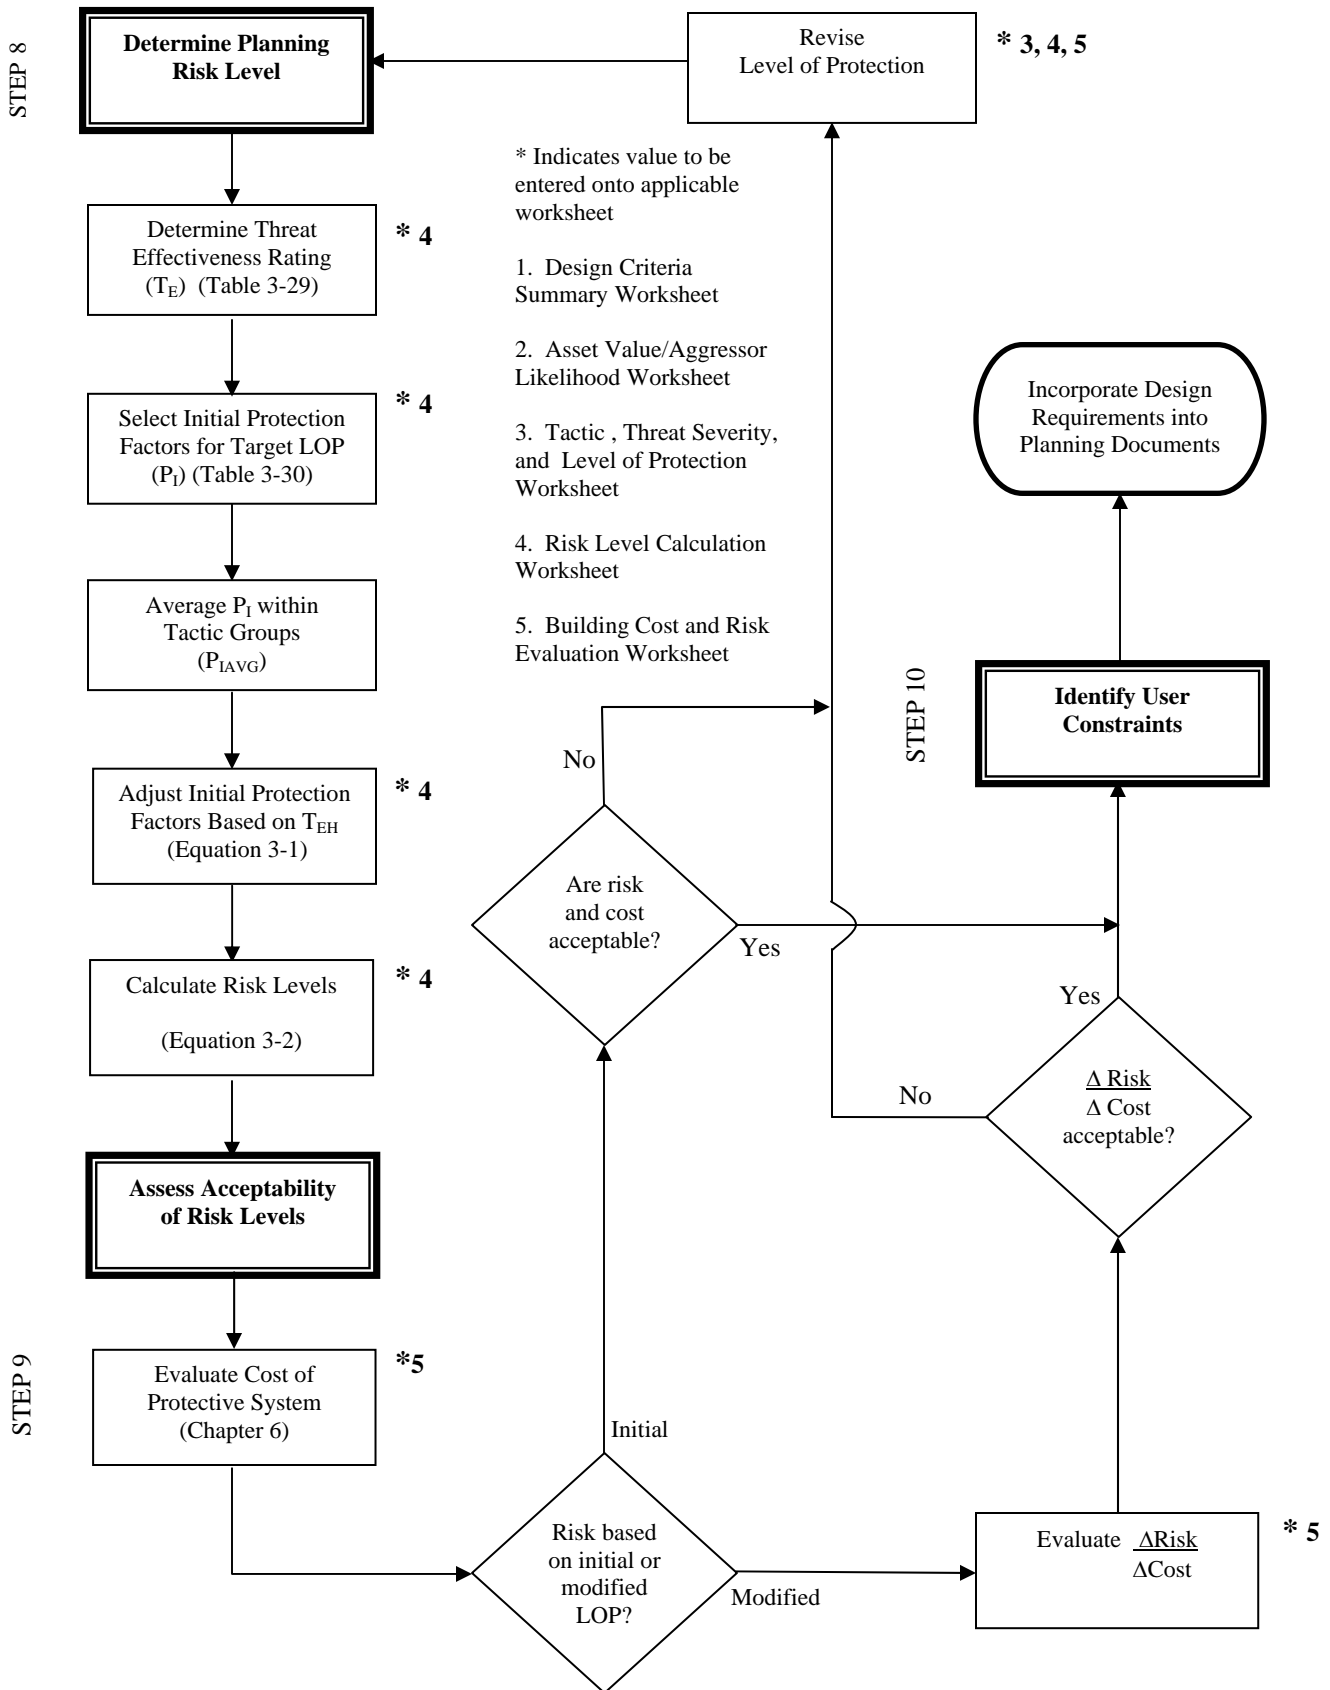 STEP 8
Determine Planning
Risk Level
Revise
Level of Protection
* 3, 4, 5
Determine Threat
Effectiveness Rating
(TE) (Table 3-29)
* 4
Select Initial Protection
Factors for Target LOP
(PI) (Table 3-30)
* 4
Average PI within
Tactic Groups
(PIAVG)
Adjust Initial Protection
Factors Based on TEH
(Equation 3-1)
* 4
Calculate Risk Levels
(Equation 3-2)
* 4
Assess Acceptability
of Risk Levels
STEP 9
Evaluate Cost of
Protective System
(Chapter 6)
*5
* Indicates value to be
entered onto applicable
worksheet
1. Design Criteria
Summary Worksheet
2. Asset Value/Aggressor
Likelihood Worksheet
3. Tactic , Threat Severity,
and Level of Protection
Worksheet
4. Risk Level Calculation
Worksheet
5. Building Cost and Risk
Evaluation Worksheet
No
Are risk
and cost
acceptable?
Yes
Initial
Risk based
on initial or
modified
LOP?
Modified
Incorporate Design
Requirements into
Planning Documents
STEP 10
Identify User
Constraints
Yes
No
Δ Risk
Δ Cost
acceptable?
Evaluate ΔRisk
ΔCost
* 5